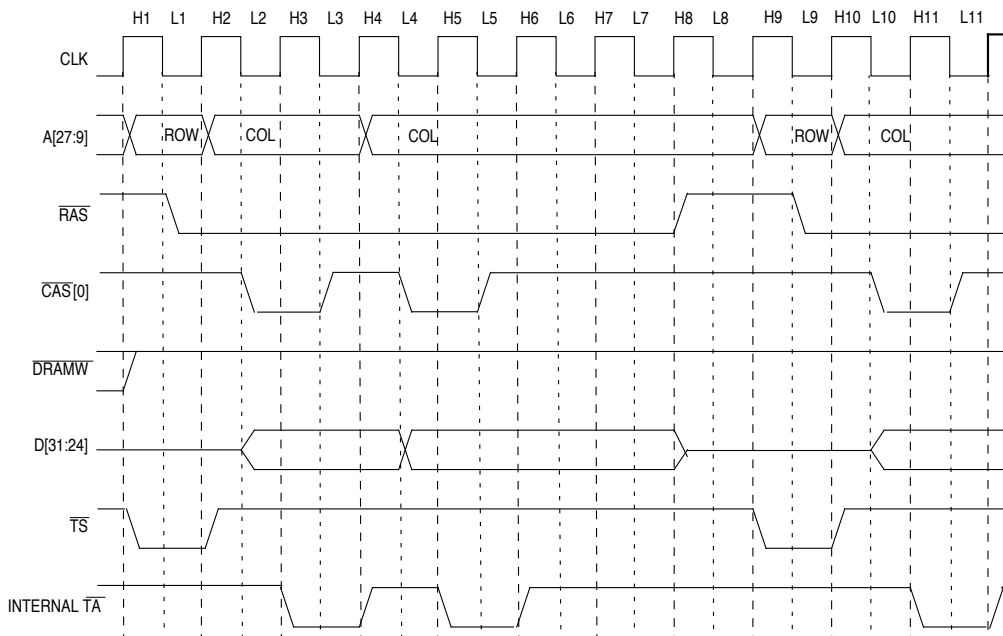 H1 L1 H2 L2 H3 L3 H4 L4 H5 L5 H6 L6 H7 L7 H8 L8 H9 L9 H10 L10 H11 L11
CLK
A[27:9] ROW COL COL ROW COL
RAS
CAS[0]
DRAMW
D[31:24]
TS
INTERNAL TA